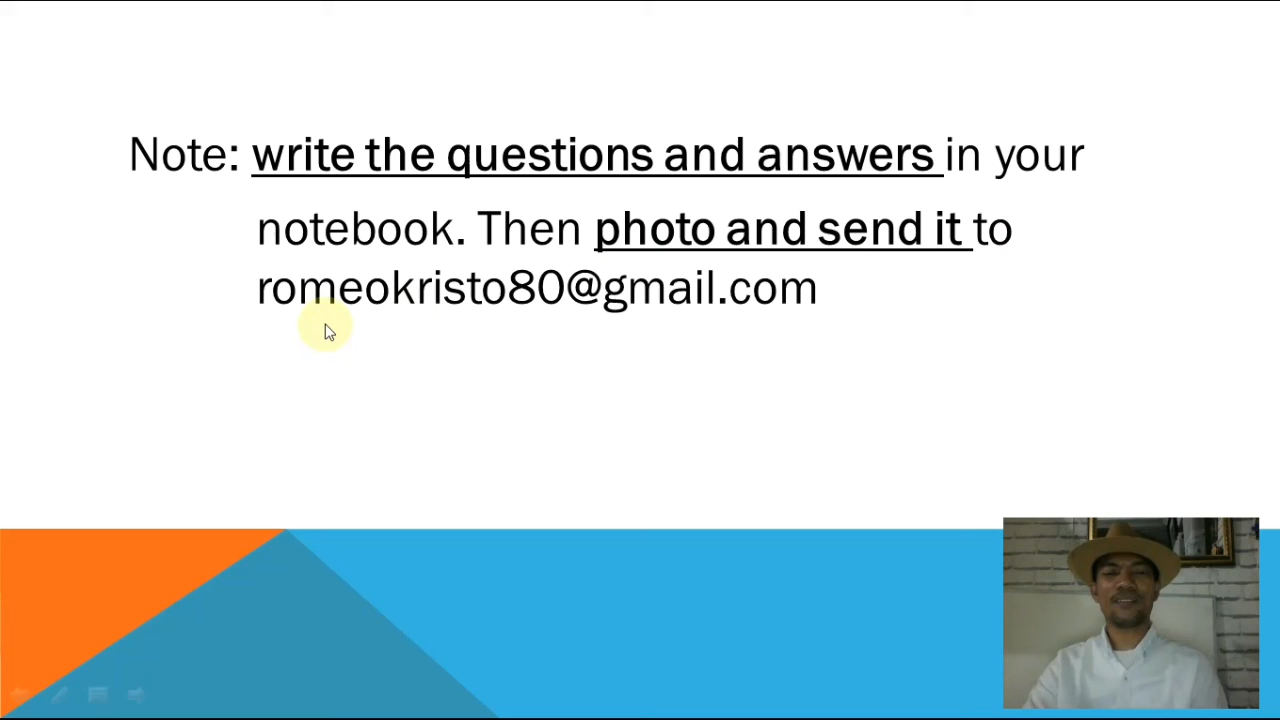 Note: write the questions and answers in your
notebook. Then photo and send it to
romeokristo80@gmail.com